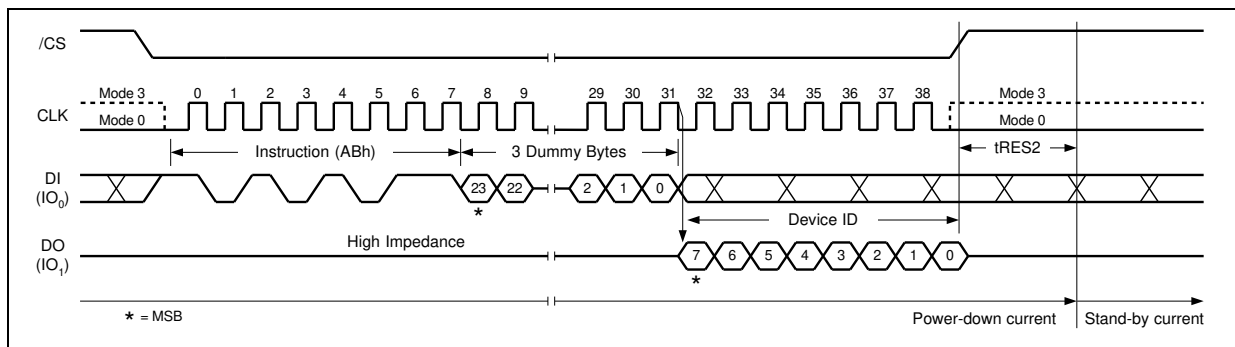 /CS
Mode 3 0 1 2 3 4 5 6 7 8 9 29 30 31 32 33 34 35 36 37 38 Mode 3
CLK
Mode 0 Mode 0
Instruction (ABh) 3 Dummy Bytes tRES2
DI
(IO0)
23 22 2 1 0
*
Device ID
High Impedance
DO
(IO1)
7 6 5 4 3 2 1 0
*
* = MSB
Power-down current Stand-by current